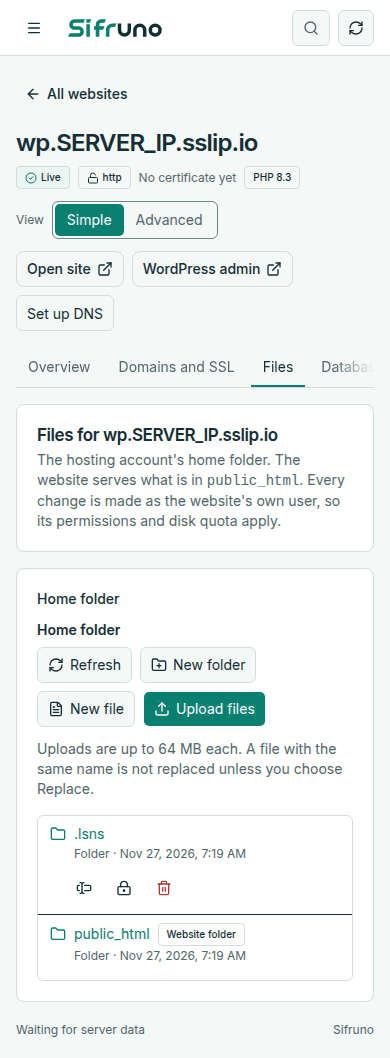 Sifruno
All websites
wp.SERVER_IP.sslip.io
Live http No certificate yet PHP 8.3
View Simple Advanced
Open site WordPress admin
Set up DNS
Overview Domains and SSL Files Databas
Files for wp.SERVER_IP.sslip.io
The hosting account's home folder. The
website serves what is in public_html. Every
change is made as the website's own user, so
its permissions and disk quota apply.
Home folder
Home folder
Refresh New folder
New file Upload files
Uploads are up to 64 MB each. A file with the
same name is not replaced unless you choose
Replace.
.lsns
Folder · Nov 27, 2026, 7:19 AM
public_html Website folder
Folder · Nov 27, 2026, 7:19 AM
Waiting for server data Sifruno